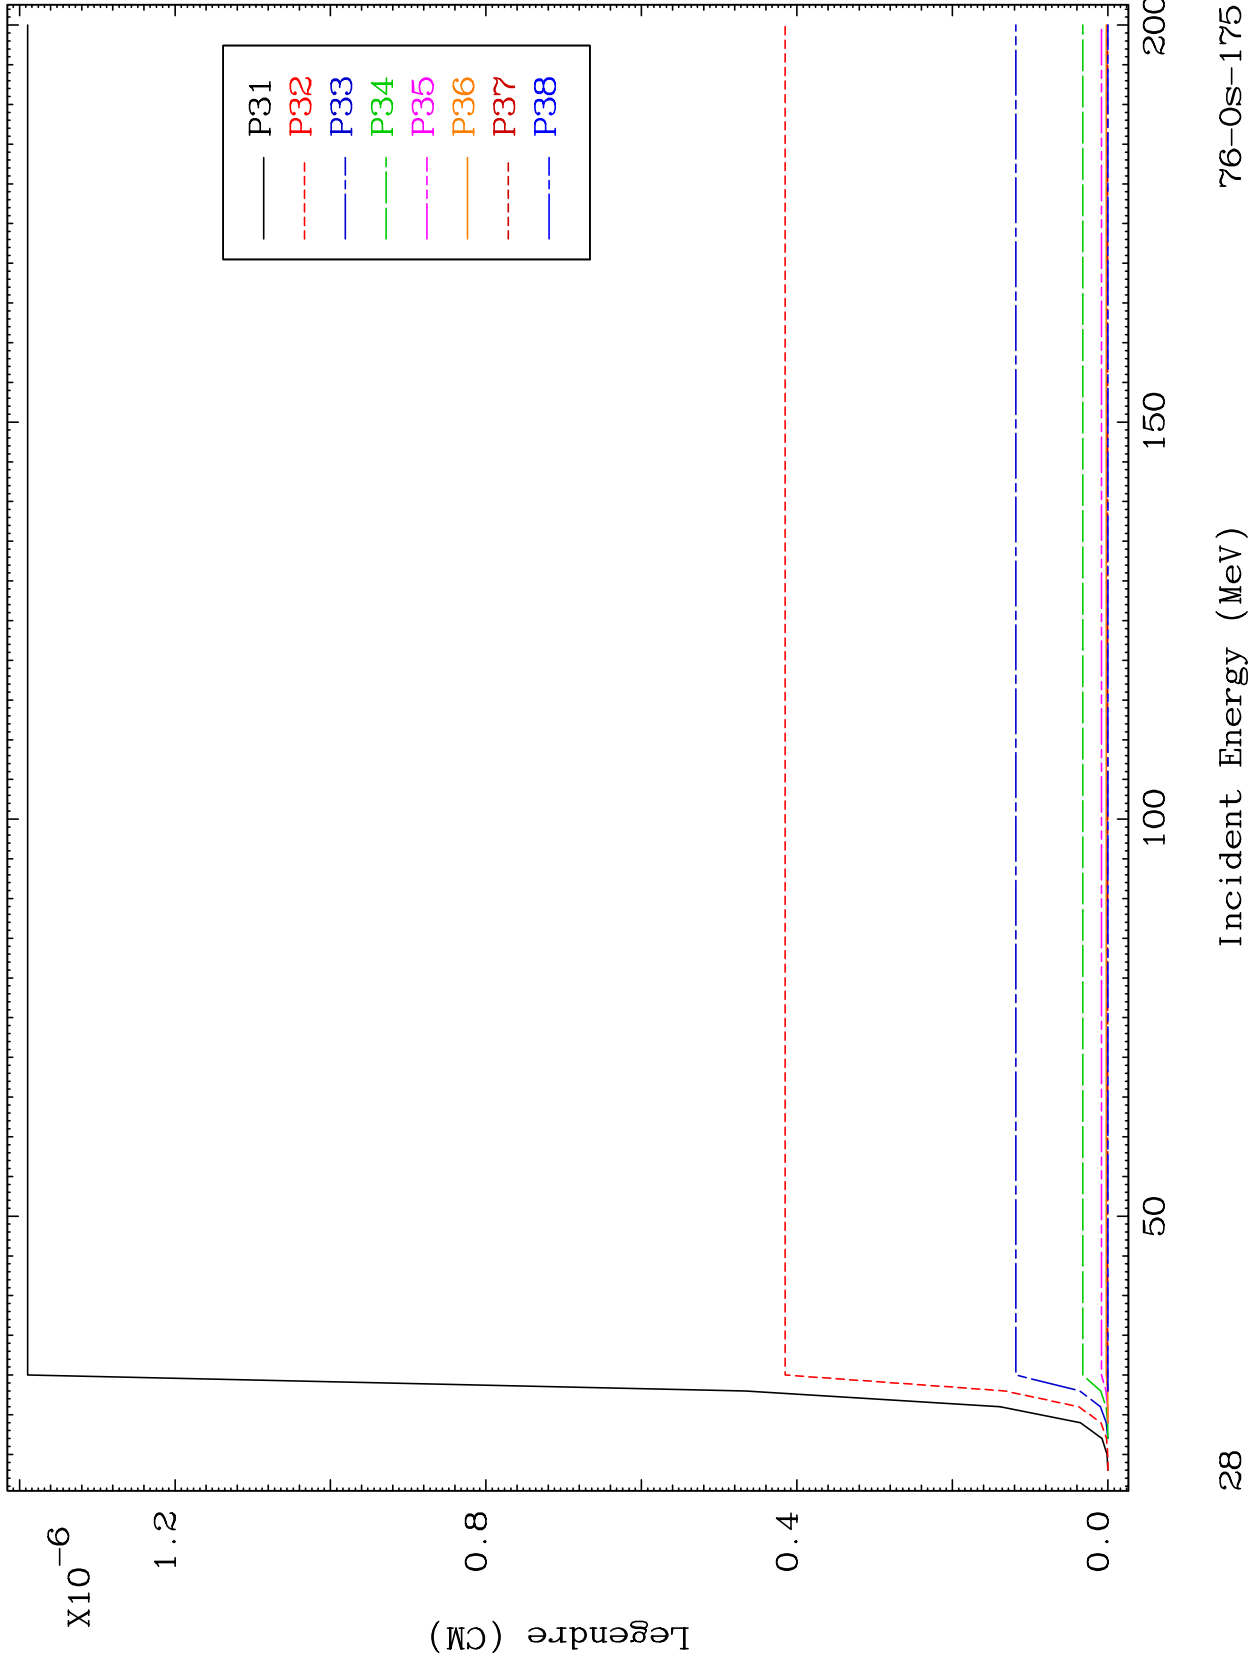 X10-6
1.2
0.8
0.4
0.0
Legendre (CM)
P31
P32
P33
P34
P35
P36
P37
P38
50
100
150
200
Incident Energy (MeV)
28
76-Os-175